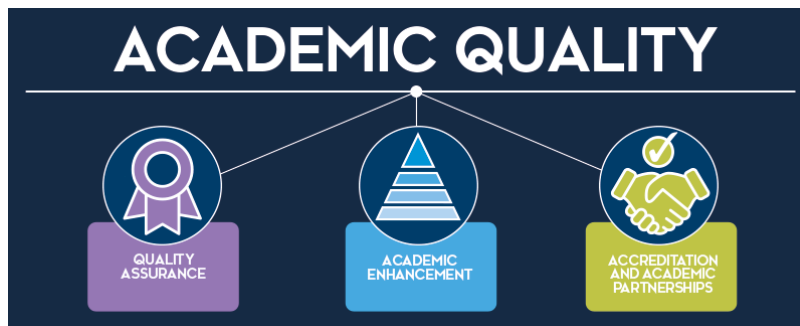 ACADEMIC QUALITY
QUALITY
ASSURANCE
ACADEMIC
ENHANCEMENT
ACCREDITATION
AND ACADEMIC
PARTNERSHIPS